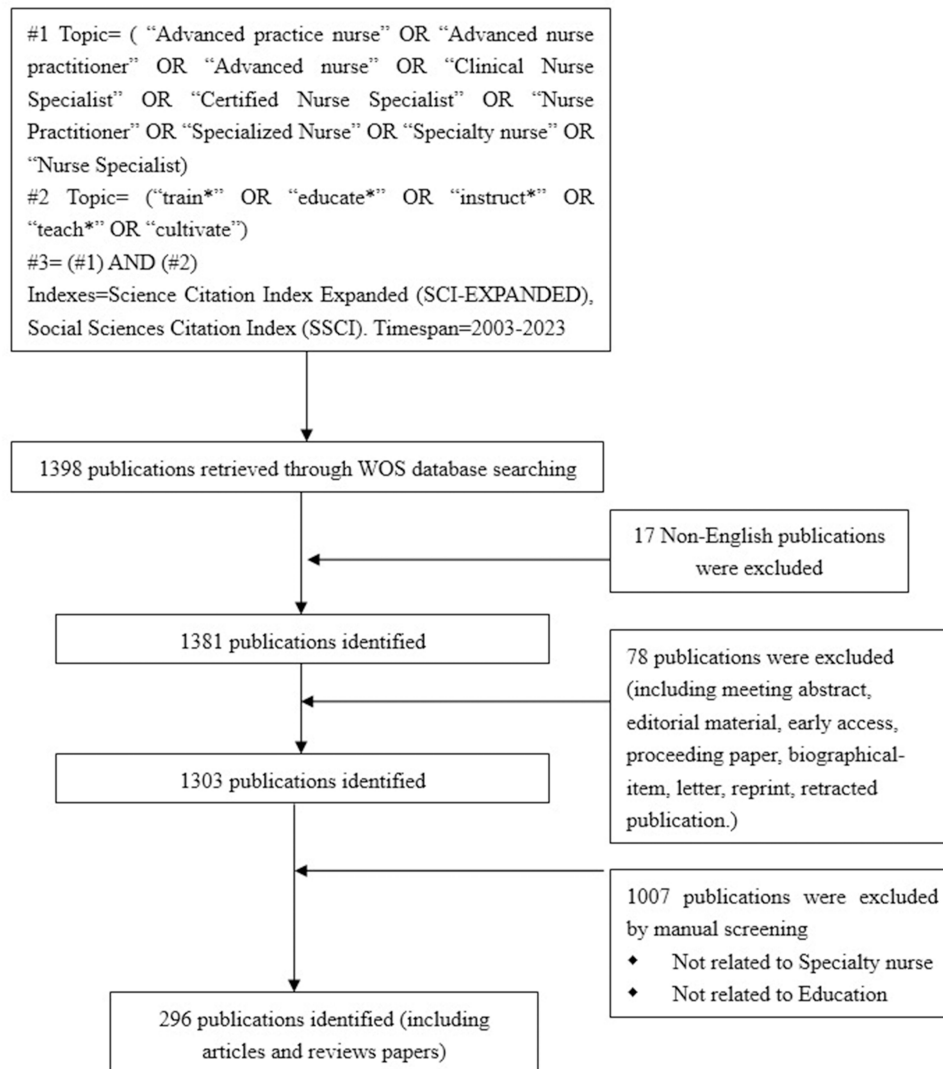 #1 Topic= ( “Advanced practice nurse” OR “Advanced nurse
practitioner” OR “Advanced nurse” OR “Clinical Nurse
Specialist” OR “Certified Nurse Specialist” OR “Nurse
Practitioner” OR “Specialized Nurse” OR “Specialty nurse” OR
“Nurse Specialist)
#2 Topic= (“train*” OR “educate*” OR “instruct*” OR
“teach*” OR “cultivate”)
#3= (#1) AND (#2)
Indexes=Science Citation Index Expanded (SCI-EXPANDED),
Social Sciences Citation Index (SSCI). Timespan=2003-2023
1398 publications retrieved through WOS database searching
17 Non-English publications
were excluded
1381 publications identified
78 publications were excluded
(including meeting abstract,
editorial material, early access,
proceeding paper, biographical-
item, letter, reprint, retracted
publication.)
1303 publications identified
1007 publications were excluded
by manual screening
◆ Not related to Specialty nurse
◆ Not related to Education
296 publications identified (including
articles and reviews papers)